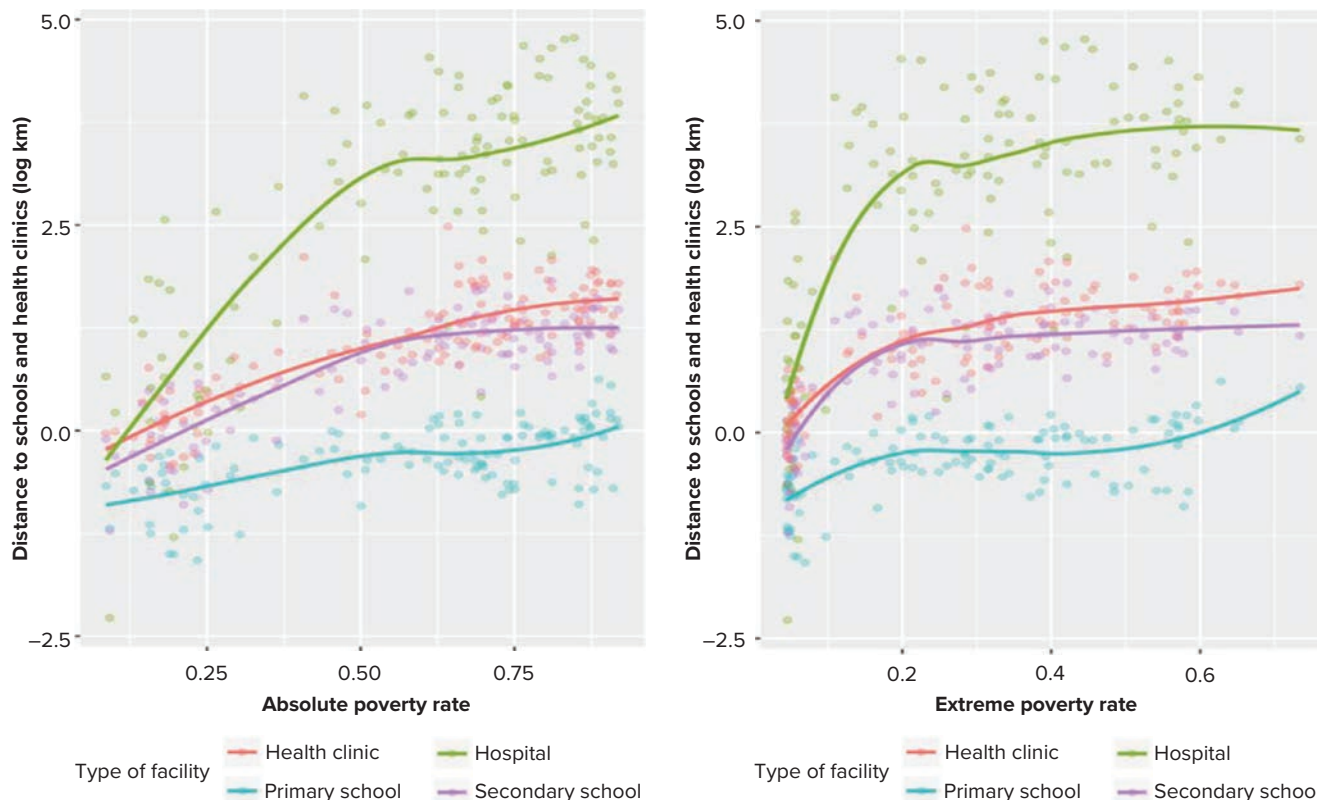 Distance to schools and health clinics (log km)
5.0
2.5
0.0
−2.5
0.25 0.50 0.75
Absolute poverty rate
Type of facility
Health clinic Hospital
Primary school Secondary school
Distance to schools and health clinics (log km)
5.0
2.5
0.0
−2.5
0.2 0.4 0.6
Extreme poverty rate
Type of facility
Health clinic Hospital
Primary school Secondary schoo